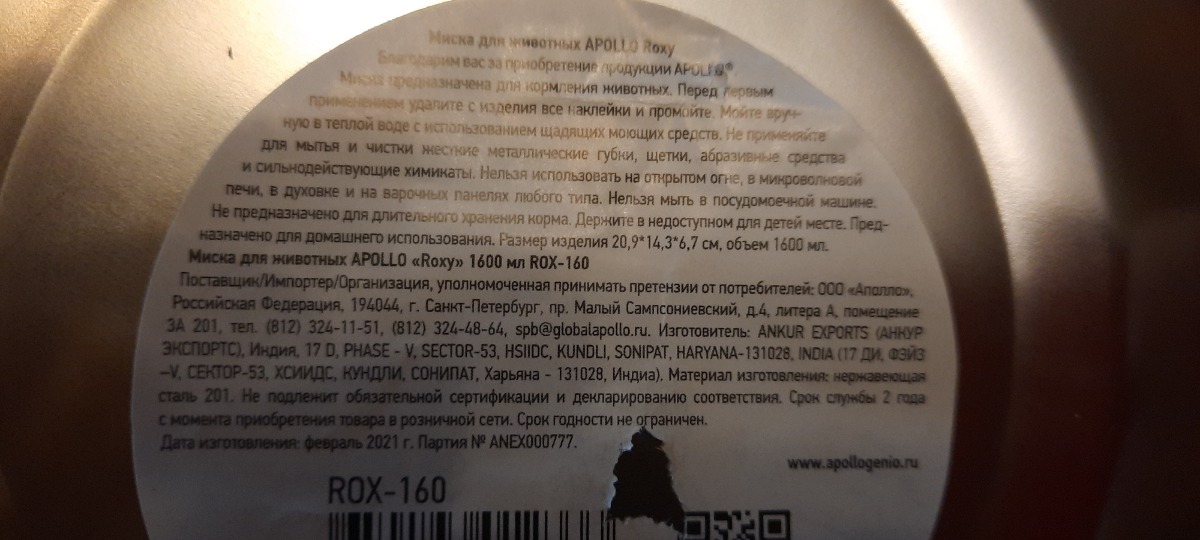 Миска для животных APOLLO Roxy
Благодарим вас за приобретение продукции APOLLO®.
Миска предназначена для кормления животных. Перед первым
применением удалите с изделия все наклейки и промойте. Мойте вруч-
ную в теплой воде с использованием щадящих моющих средств. Не применяйте
для мытья и чистки жесткие металлические губки, щетки, абразивные средства
и сильнодействующие химикаты. Нельзя использовать на открытом огне, в микроволновой
печи, в духовке и на варочных панелях любого типа. Нельзя мыть в посудомоечной машине.
Не предназначено для длительного хранения корма. Держите в недоступном для детей месте. Пред-
назначено для домашнего использования. Размер изделия 20,9*14,3*6,7 см, объем 1600 мл.
Миска для животных APOLLO «Roxy» 1600 мл ROX-160
Поставщик/Импортер/Организация, уполномоченная принимать претензии от потребителей: ООО «Аполло»,
Российская Федерация, 194044, г. Санкт-Петербург, пр. Малый Сампсониевский, д.4, литера А, помещение
3А 201, тел. (812) 324-11-51, (812) 324-48-64, spb@globalapollo.ru. Изготовитель: ANKUR EXPORTS (АНКУР
ЭКСПОРТС), Индия, 17 D, PHASE - V, SECTOR-53, HSIIDC, KUNDLI, SONIPAT, HARYANA-131028, INDIA (17 ДИ, ФЭЙЗ
-V, СЕКТОР-53, ХСИИДС, КУНДЛИ, СОНИПАТ, Харьяна - 131028, Индиа). Материал изготовления: нержавеющая
сталь 201. Не подлежит обязательной сертификации и декларированию соответствия. Срок службы 2 года
с момента приобретения товара в розничной сети. Срок годности не ограничен.
Дата изготовления: февраль 2021 г. Партия № ANEX000777.
www.apollogenio.ru
ROX-160